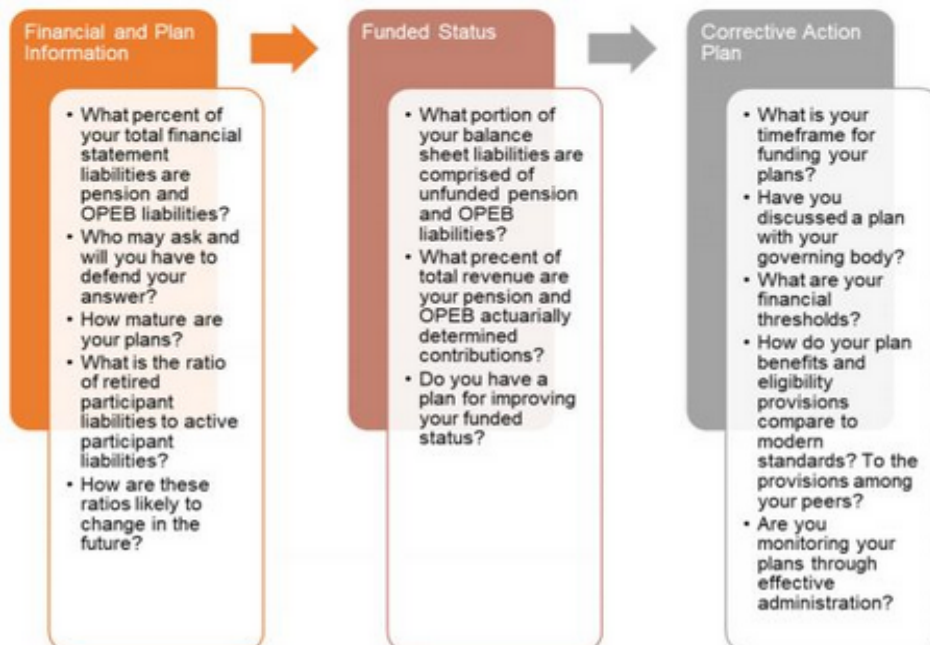 Financial and Plan
Information
• What percent of
your total financial
statement
liabilities are
pension and
OPEB liabilities?
• Who may ask and
will you have to
defend your
answer?
• How mature are
your plans?
• What is the ratio
of retired
participant
liabilities to active
participant
liabilities?
• How are these
ratios likely to
change in the
future?
Funded Status
• What portion of
your balance
sheet liabilities are
comprised of
unfunded pension
and OPEB
liabilities?
• What precent of
total revenue are
your pension and
OPEB actuarially
determined
contributions?
• Do you have a
plan for improving
your funded
status?
Corrective Action
Plan
• What is your
timeframe for
funding your
plans?
• Have you
discussed a plan
with your
governing body?
• What are your
financial
thresholds?
• How do your plan
benefits and
eligibility
provisions
compare to
modern
standards? To the
provisions among
your peers?
• Are you
monitoring your
plans through
effective
administration?